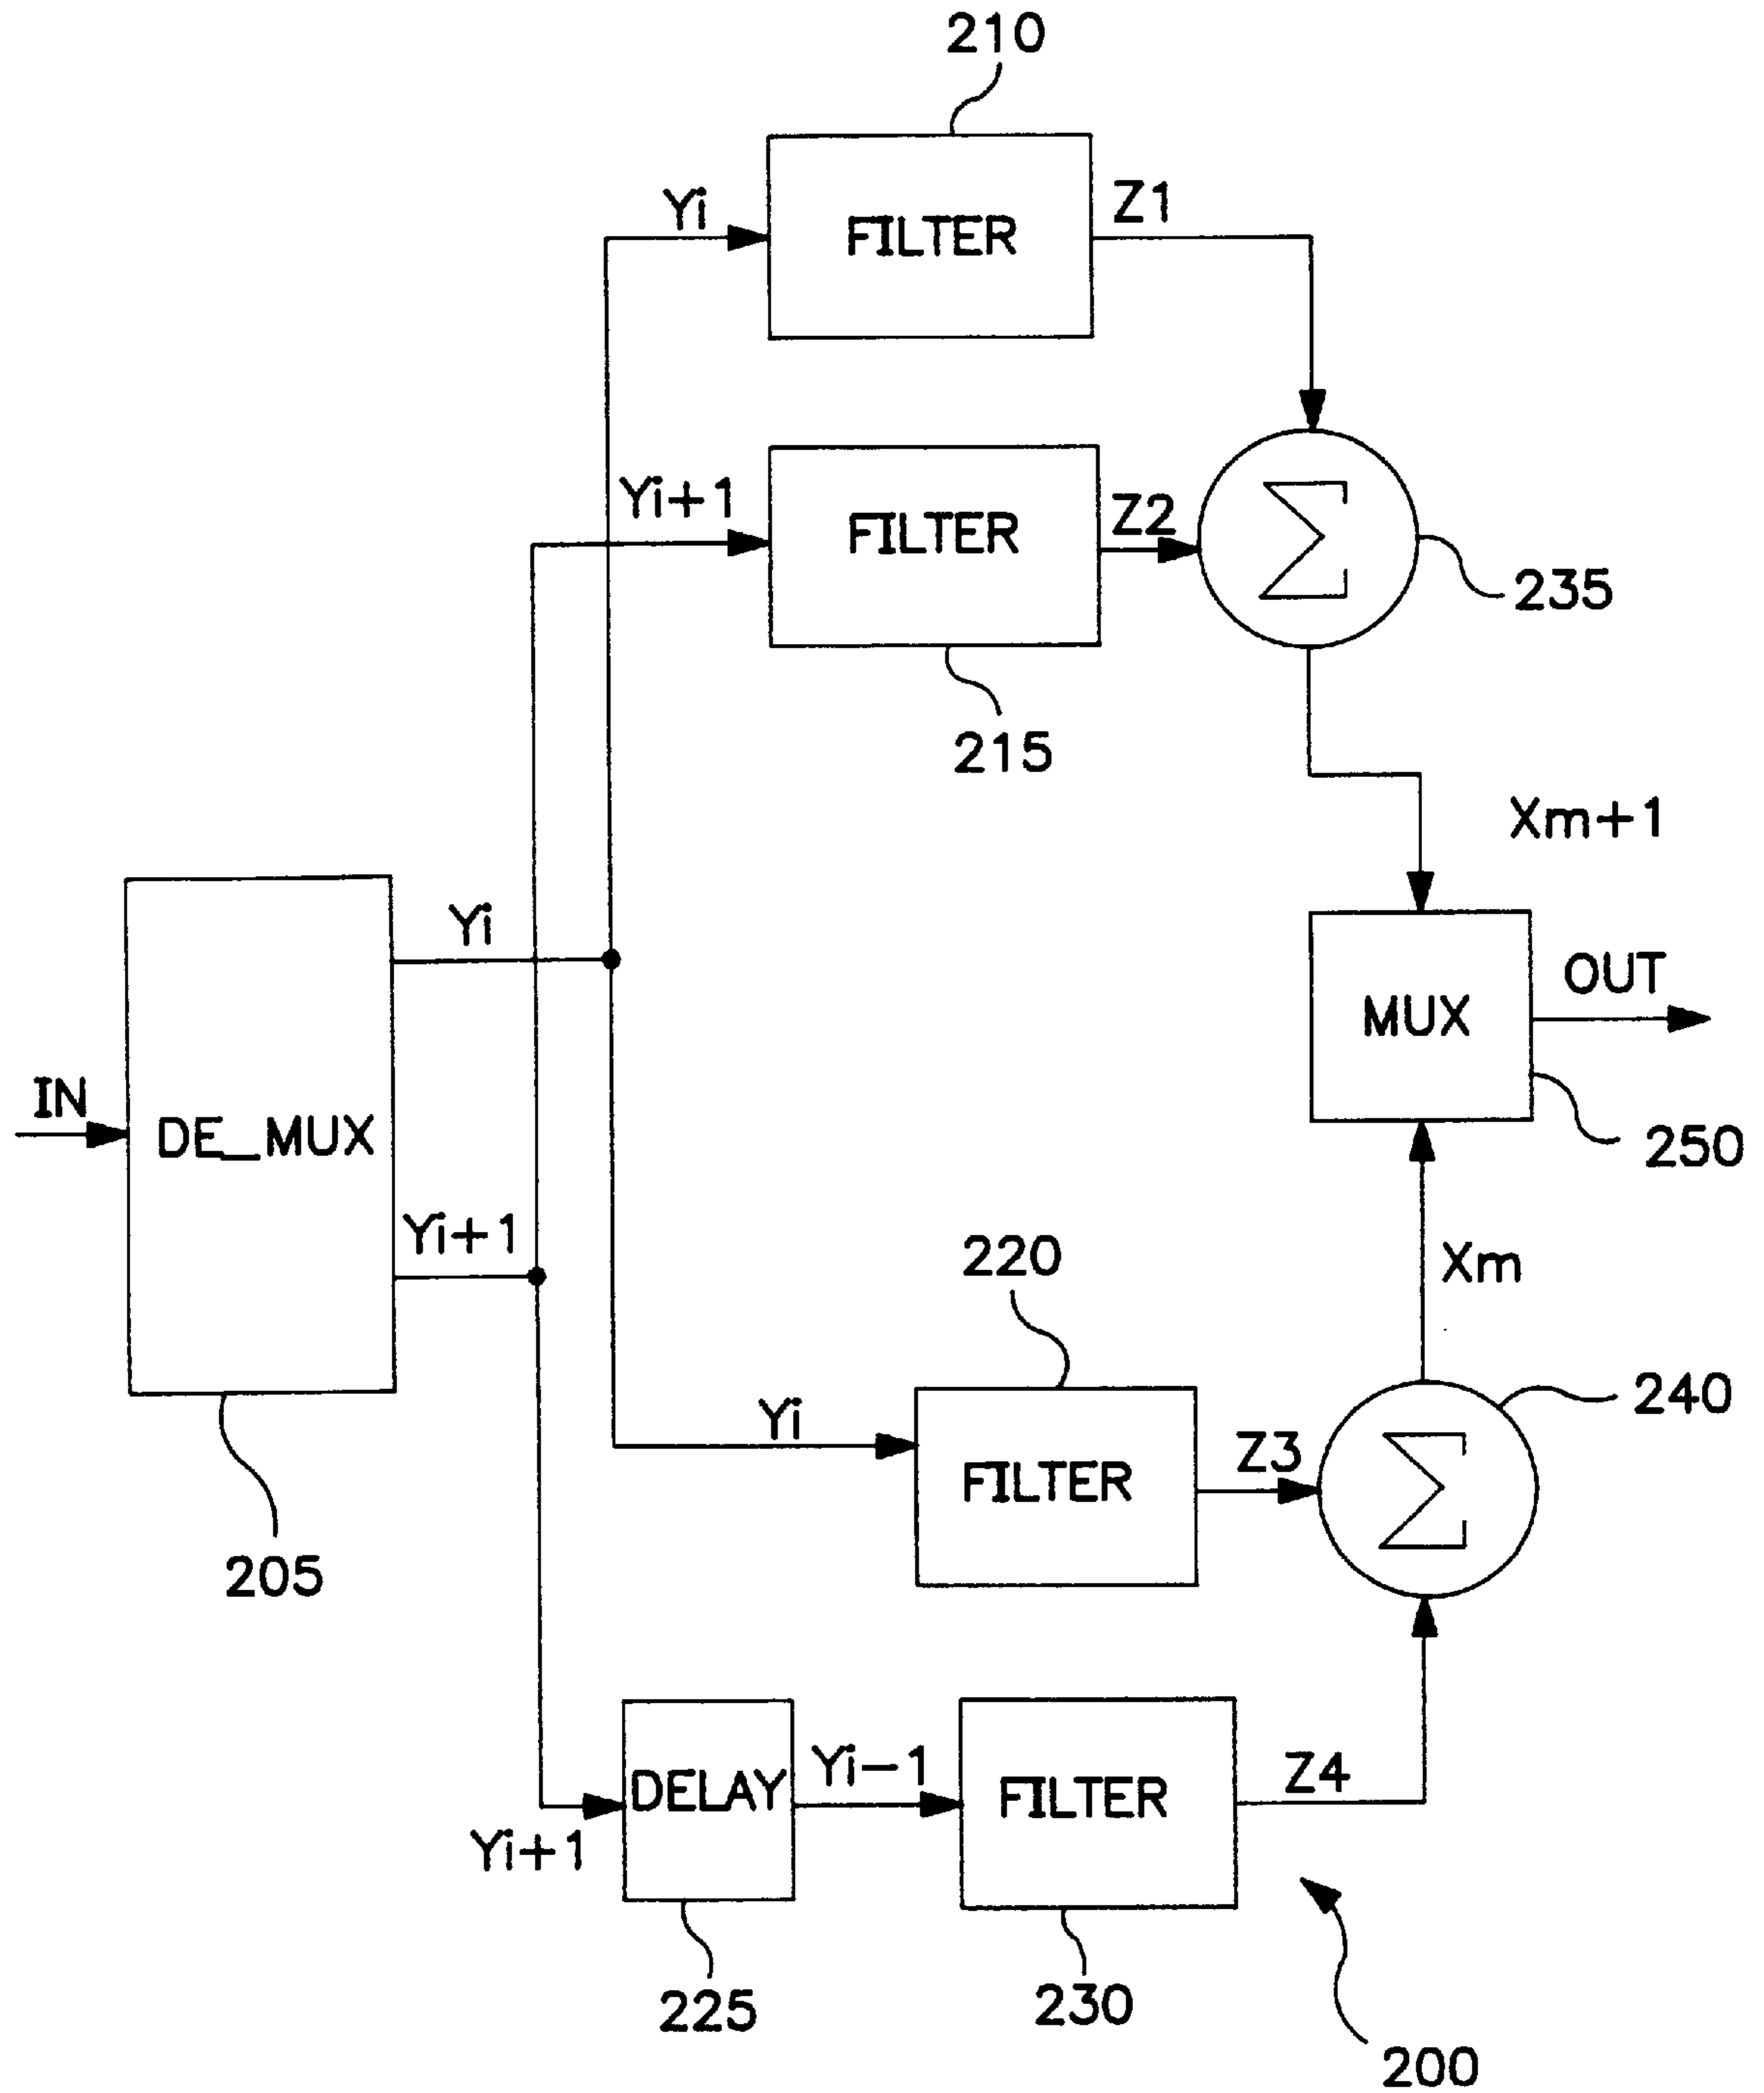 210
Yi
FILTER
Z1
Yi+1
FILTER
Z2
Σ
235
215
Xm+1
Yi
MUX
OUT
IN
DE_MUX
250
Yi+1
220
Xm
240
Yi
FILTER
Z3
Σ
205
DELAY
Yi-1
FILTER
Z4
Yi+1
225
230
200